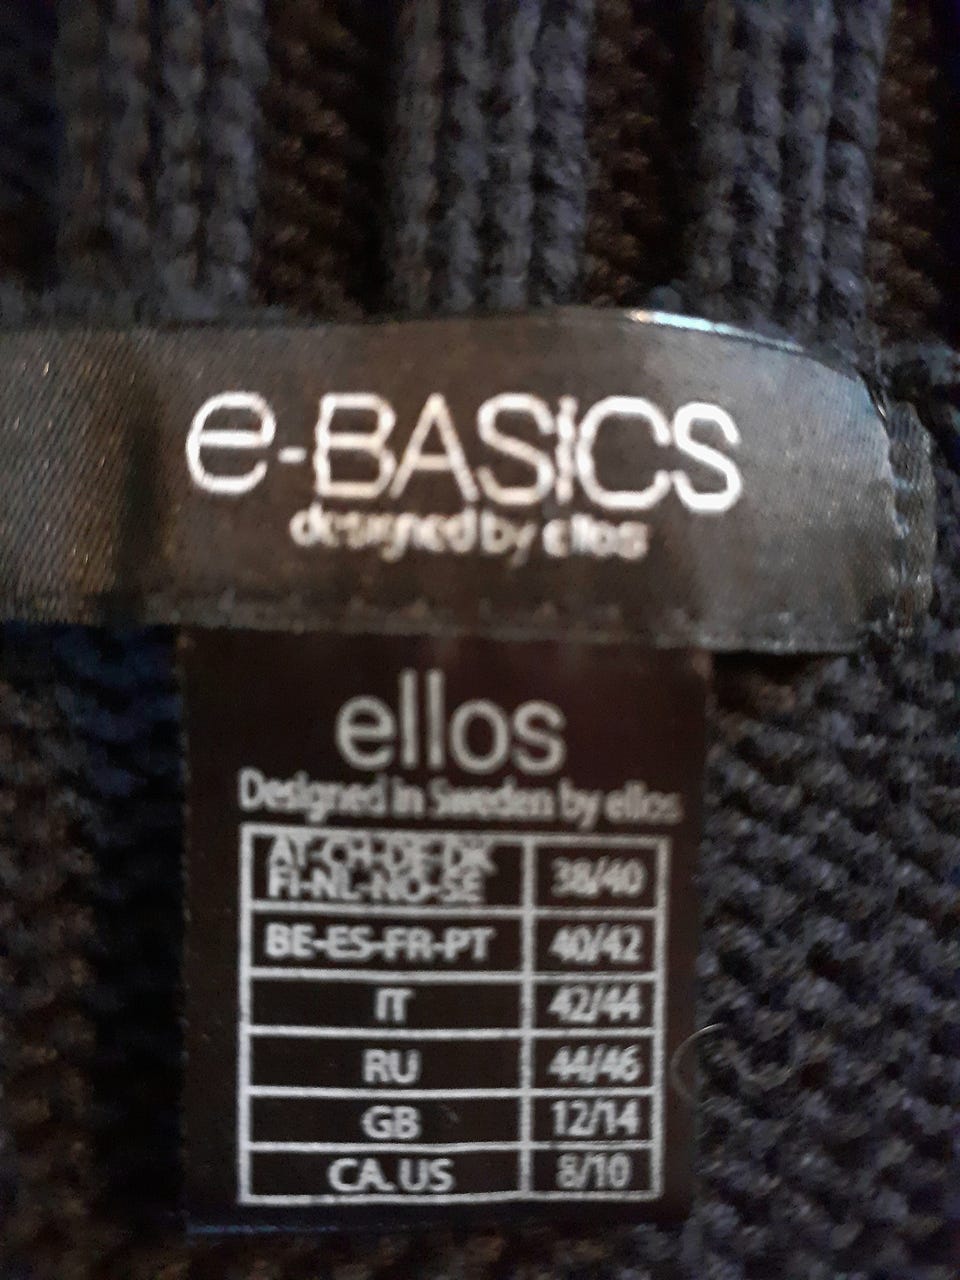 e-BASiCS
designed by ellos
ellos
Designed in Sweden by ellos
AT-CH-DE-DK
FI-NL-NO-SE
38/40
BE-ES-FR-PT 40/42
IT 42/44
RU 44/46
GB 12/14
CA.US 8/10